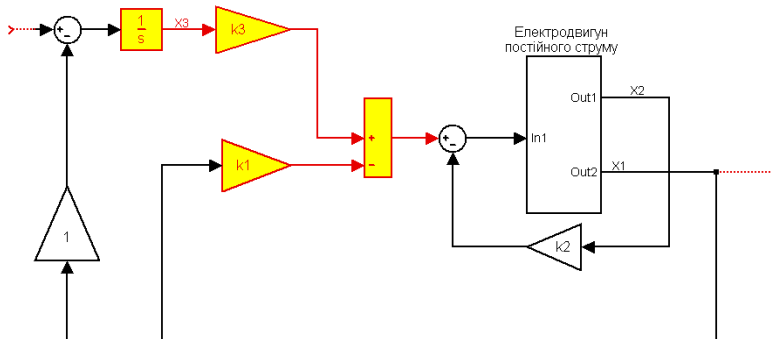 1
s
X3
k3
Електродвигун
постійного струму
Out1
X2
In1
k1
Out2
X1
1
k2